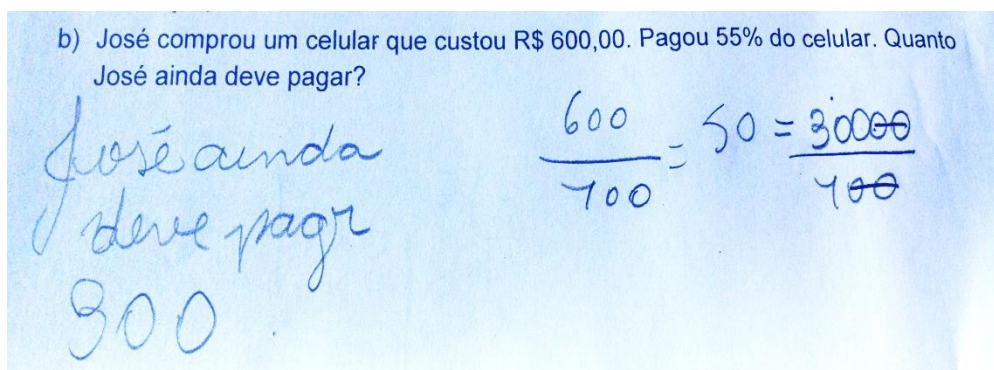 b) José comprou um celular que custou R$ 600,00. Pagou 55% do celular. Quanto
José ainda deve pagar?
José ainda
deve pagr
300
600/100 = 50 = 30000/100